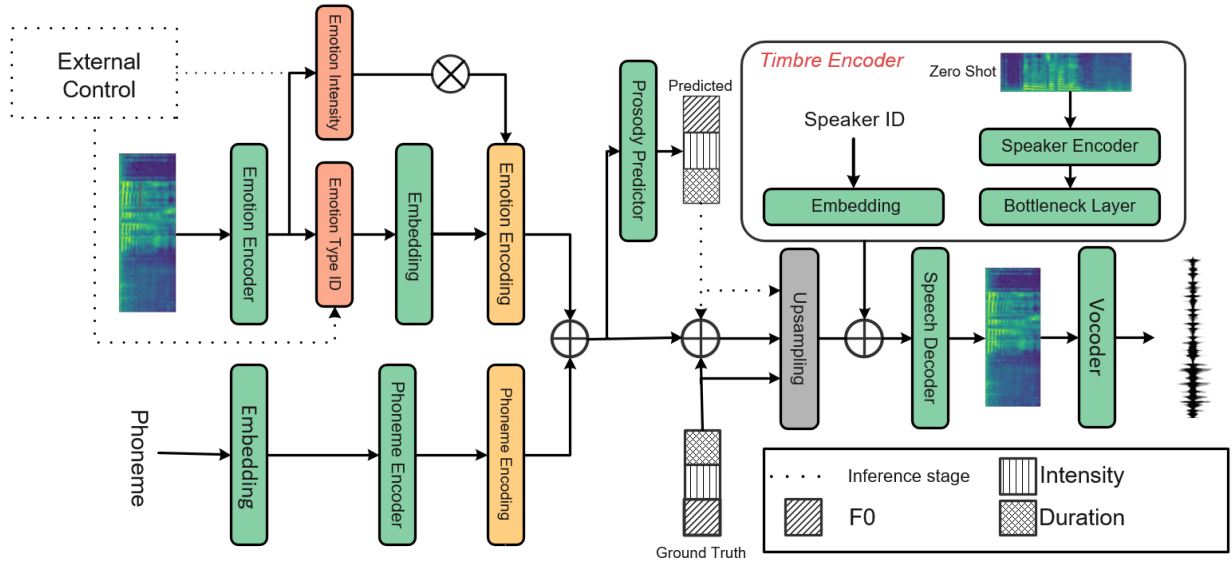 External
Control
Emotion Intensity
Emotion Encoder
Emotion Type ID
Embedding
Emotion Encoding
Phoneme
Embedding
Phoneme Encoder
Phoneme Encoding
Prosody Predictor
Predicted
Timbre Encoder
Zero Shot
Speaker ID
Speaker Encoder
Embedding
Bottleneck Layer
Upsampling
Speech Decoder
Vocoder
Ground Truth
Inference stage
Intensity
F0
Duration